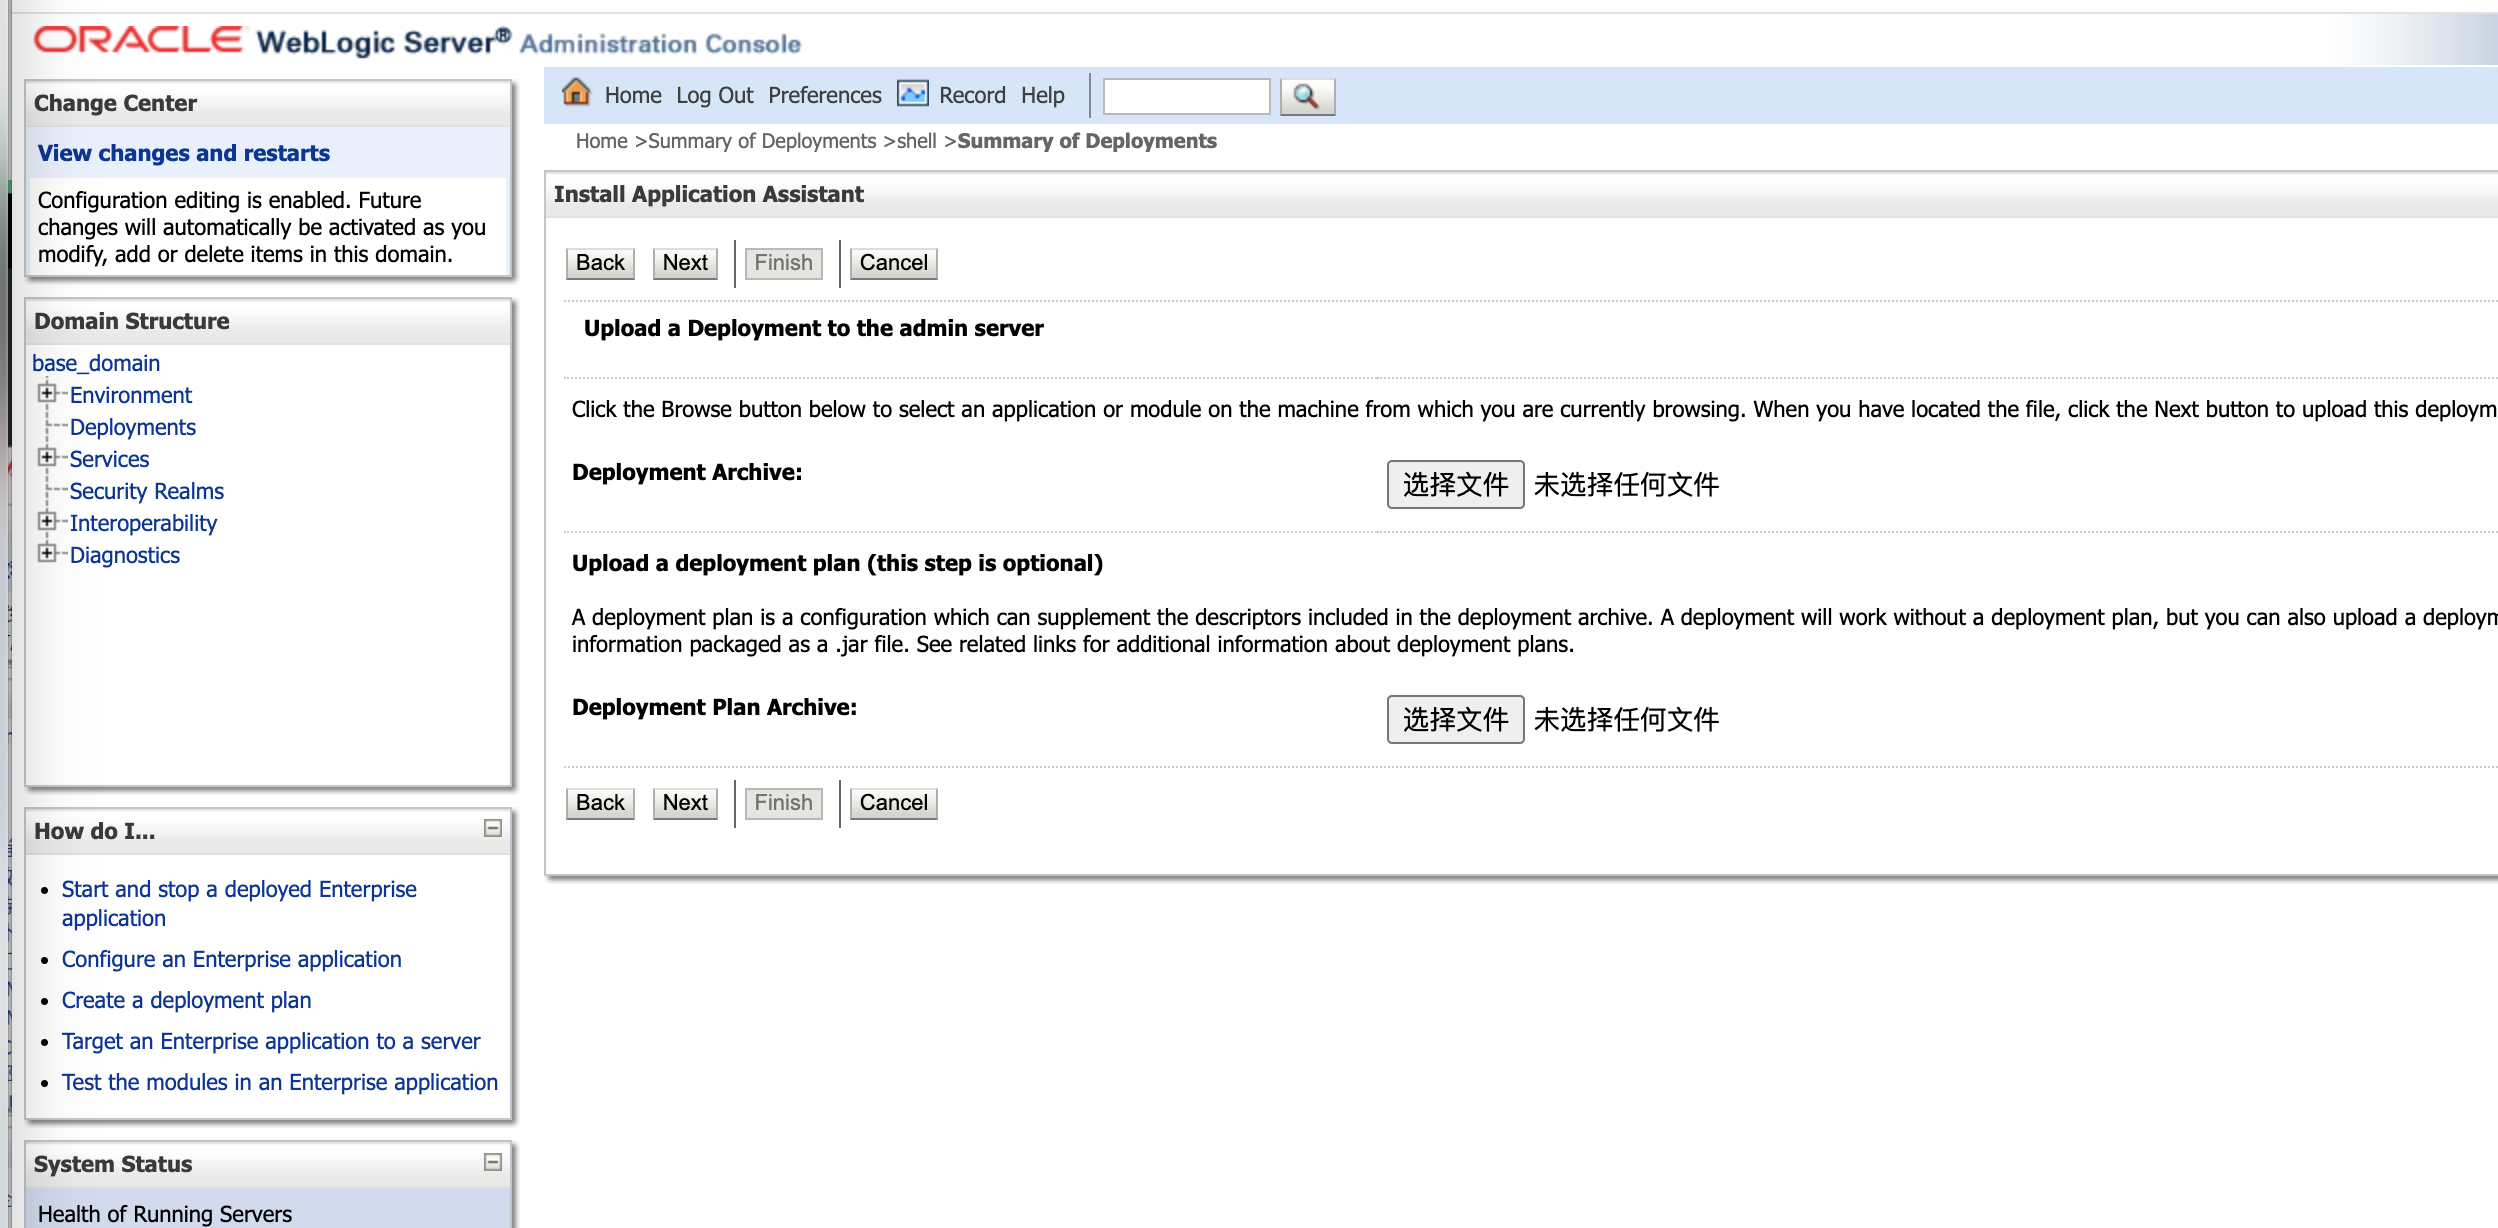 ORACLE WebLogic Server® Administration Console
Change Center
View changes and restarts
Configuration editing is enabled. Future
changes will automatically be activated as you
modify, add or delete items in this domain.
Domain Structure
base_domain
Environment
Deployments
Services
Security Realms
Interoperability
Diagnostics
How do I...
Start and stop a deployed Enterprise
application
Configure an Enterprise application
Create a deployment plan
Target an Enterprise application to a server
Test the modules in an Enterprise application
System Status
Health of Running Servers
Home Log Out Preferences Record Help
Home >Summary of Deployments >shell >Summary of Deployments
Install Application Assistant
Back Next Finish Cancel
Upload a Deployment to the admin server
Click the Browse button below to select an application or module on the machine from which you are currently browsing. When you have located the file, click the Next button to upload this deploym
Deployment Archive: 选择文件 未选择任何文件
Upload a deployment plan (this step is optional)
A deployment plan is a configuration which can supplement the descriptors included in the deployment archive. A deployment will work without a deployment plan, but you can also upload a deploym
information packaged as a .jar file. See related links for additional information about deployment plans.
Deployment Plan Archive: 选择文件 未选择任何文件
Back Next Finish Cancel